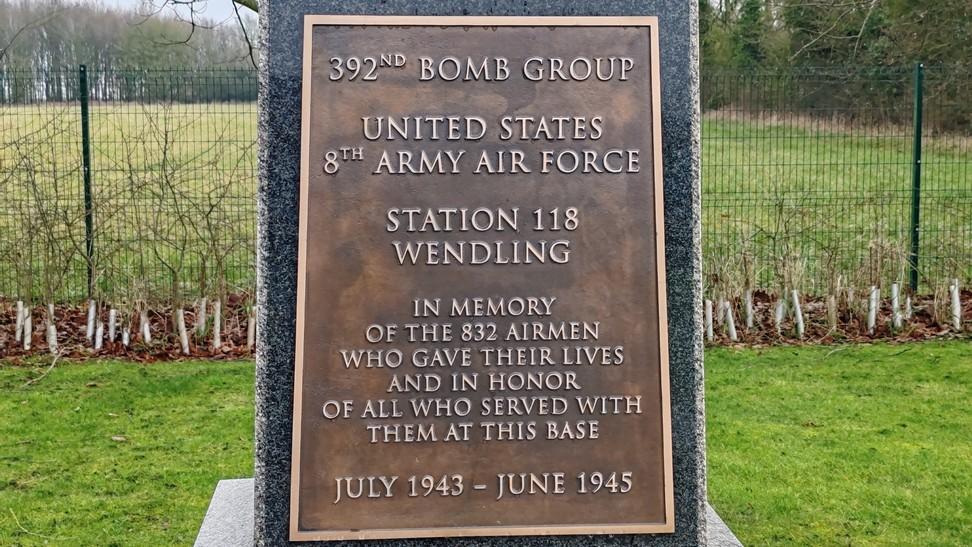 392ND BOMB GROUP
UNITED STATES
8TH ARMY AIR FORCE
STATION 118
WENDLING
IN MEMORY
OF THE 832 AIRMEN
WHO GAVE THEIR LIVES
AND IN HONOR
OF ALL WHO SERVED WITH
THEM AT THIS BASE
JULY 1943 – JUNE 1945